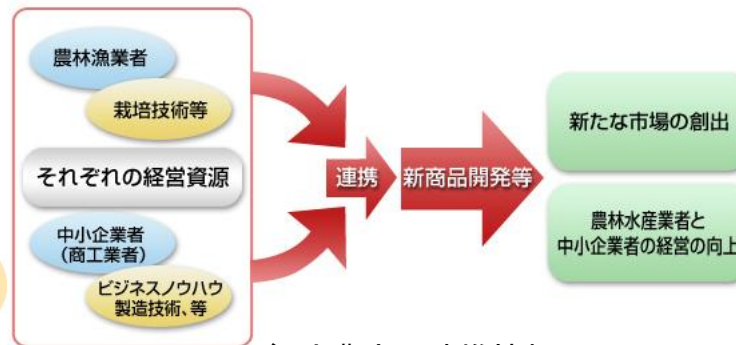 農林漁業者
栽培技術等
それぞれの経営資源
中小企業者
（商工業者）
ビジネスノウハウ
製造技術、等
連携
新商品開発等
新たな市場の創出
農林水産業者と
中小企業者の経営の向上